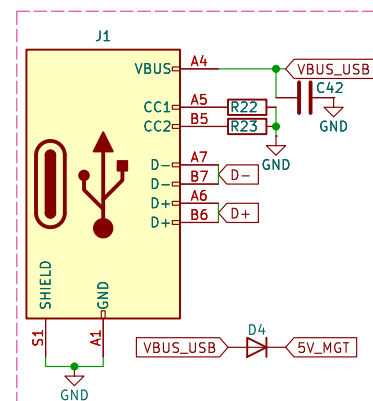 J1
VBUS A4 VBUS_USB
C42
GND
CC1 A5 R22
CC2 B5 R23
GND
D- A7
D- B7 D-
D+ A6
D+ B6 D+
SHIELD GND
S1 A1
GND
D4
VBUS_USB 5V_MGT